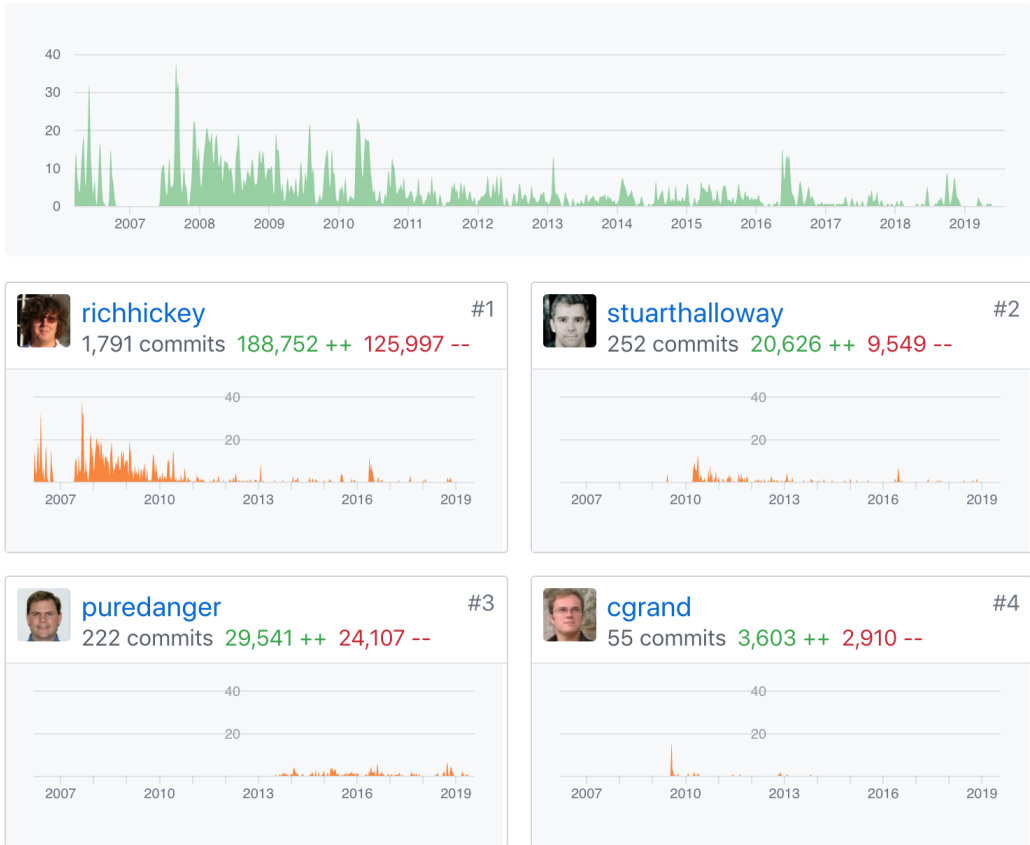 40
30
20
10
0
2007 2008 2009 2010 2011 2012 2013 2014 2015 2016 2017 2018 2019
richhickey #1
1,791 commits 188,752 ++ 125,997 --
40
20
2007 2010 2013 2016 2019
stuarthalloway #2
252 commits 20,626 ++ 9,549 --
40
20
2007 2010 2013 2016 2019
puredanger #3
222 commits 29,541 ++ 24,107 --
40
20
2007 2010 2013 2016 2019
cgrand #4
55 commits 3,603 ++ 2,910 --
40
20
2007 2010 2013 2016 2019